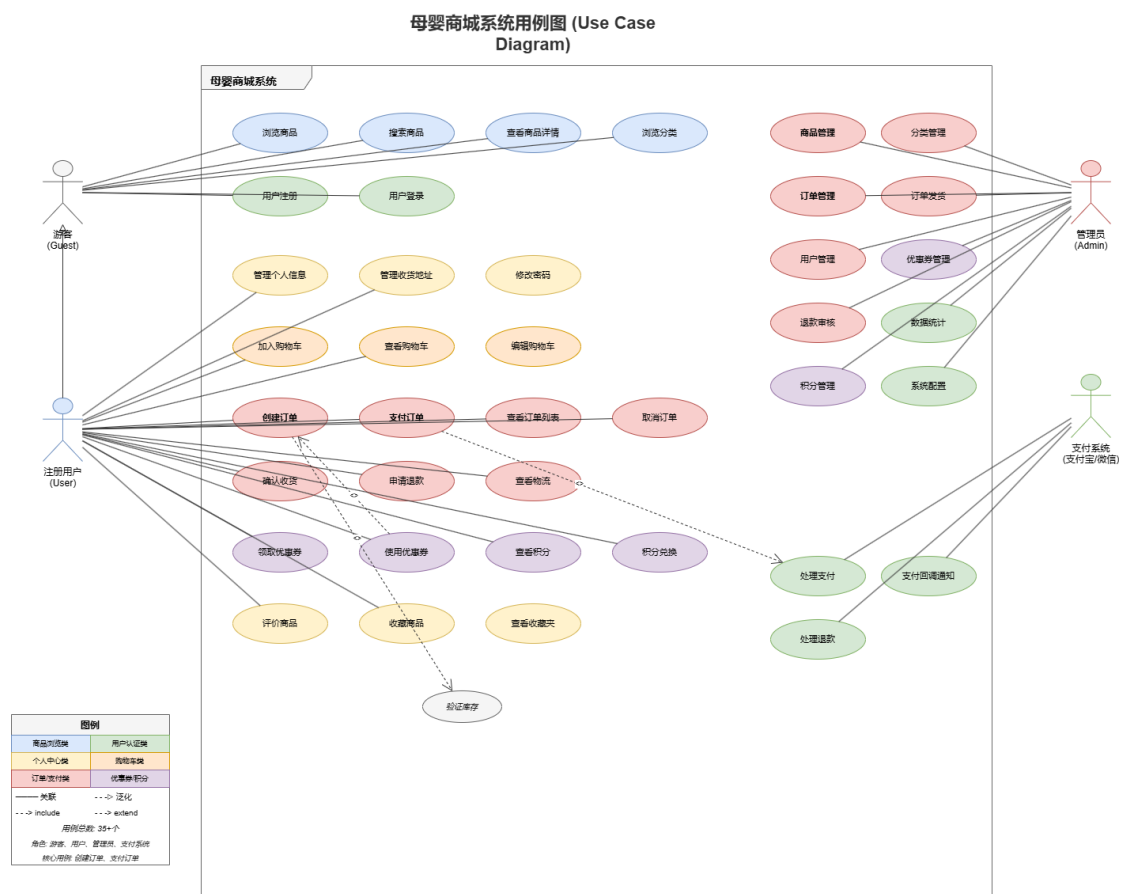 母婴商城系统用例图 (Use Case
Diagram)
母婴商城系统
浏览商品
搜索商品
查看商品详情
浏览分类
商品管理
分类管理
用户注册
用户登录
订单管理
订单发货
游客
(Guest)
管理员
(Admin)
管理个人信息
管理收货地址
修改密码
用户管理
优惠券管理
加入购物车
查看购物车
编辑购物车
退款审核
数据统计
积分管理
系统配置
创建订单
支付订单
查看订单列表
取消订单
注册用户
(User)
支付系统
(支付宝/微信)
确认收货
申请退款
查看物流
领取优惠券
使用优惠券
查看积分
积分兑换
处理支付
支付回调通知
评价商品
收藏商品
查看收藏夹
处理退款
验证库存
图例
商品浏览类
用户认证类
个人中心类
购物车类
订单/支付类
优惠券/积分
—— 关联
- - -> 泛化
- - -> include
- - -> extend
用例总数: 35+个
角色: 游客、用户、管理员、支付系统
核心用例: 创建订单、支付订单